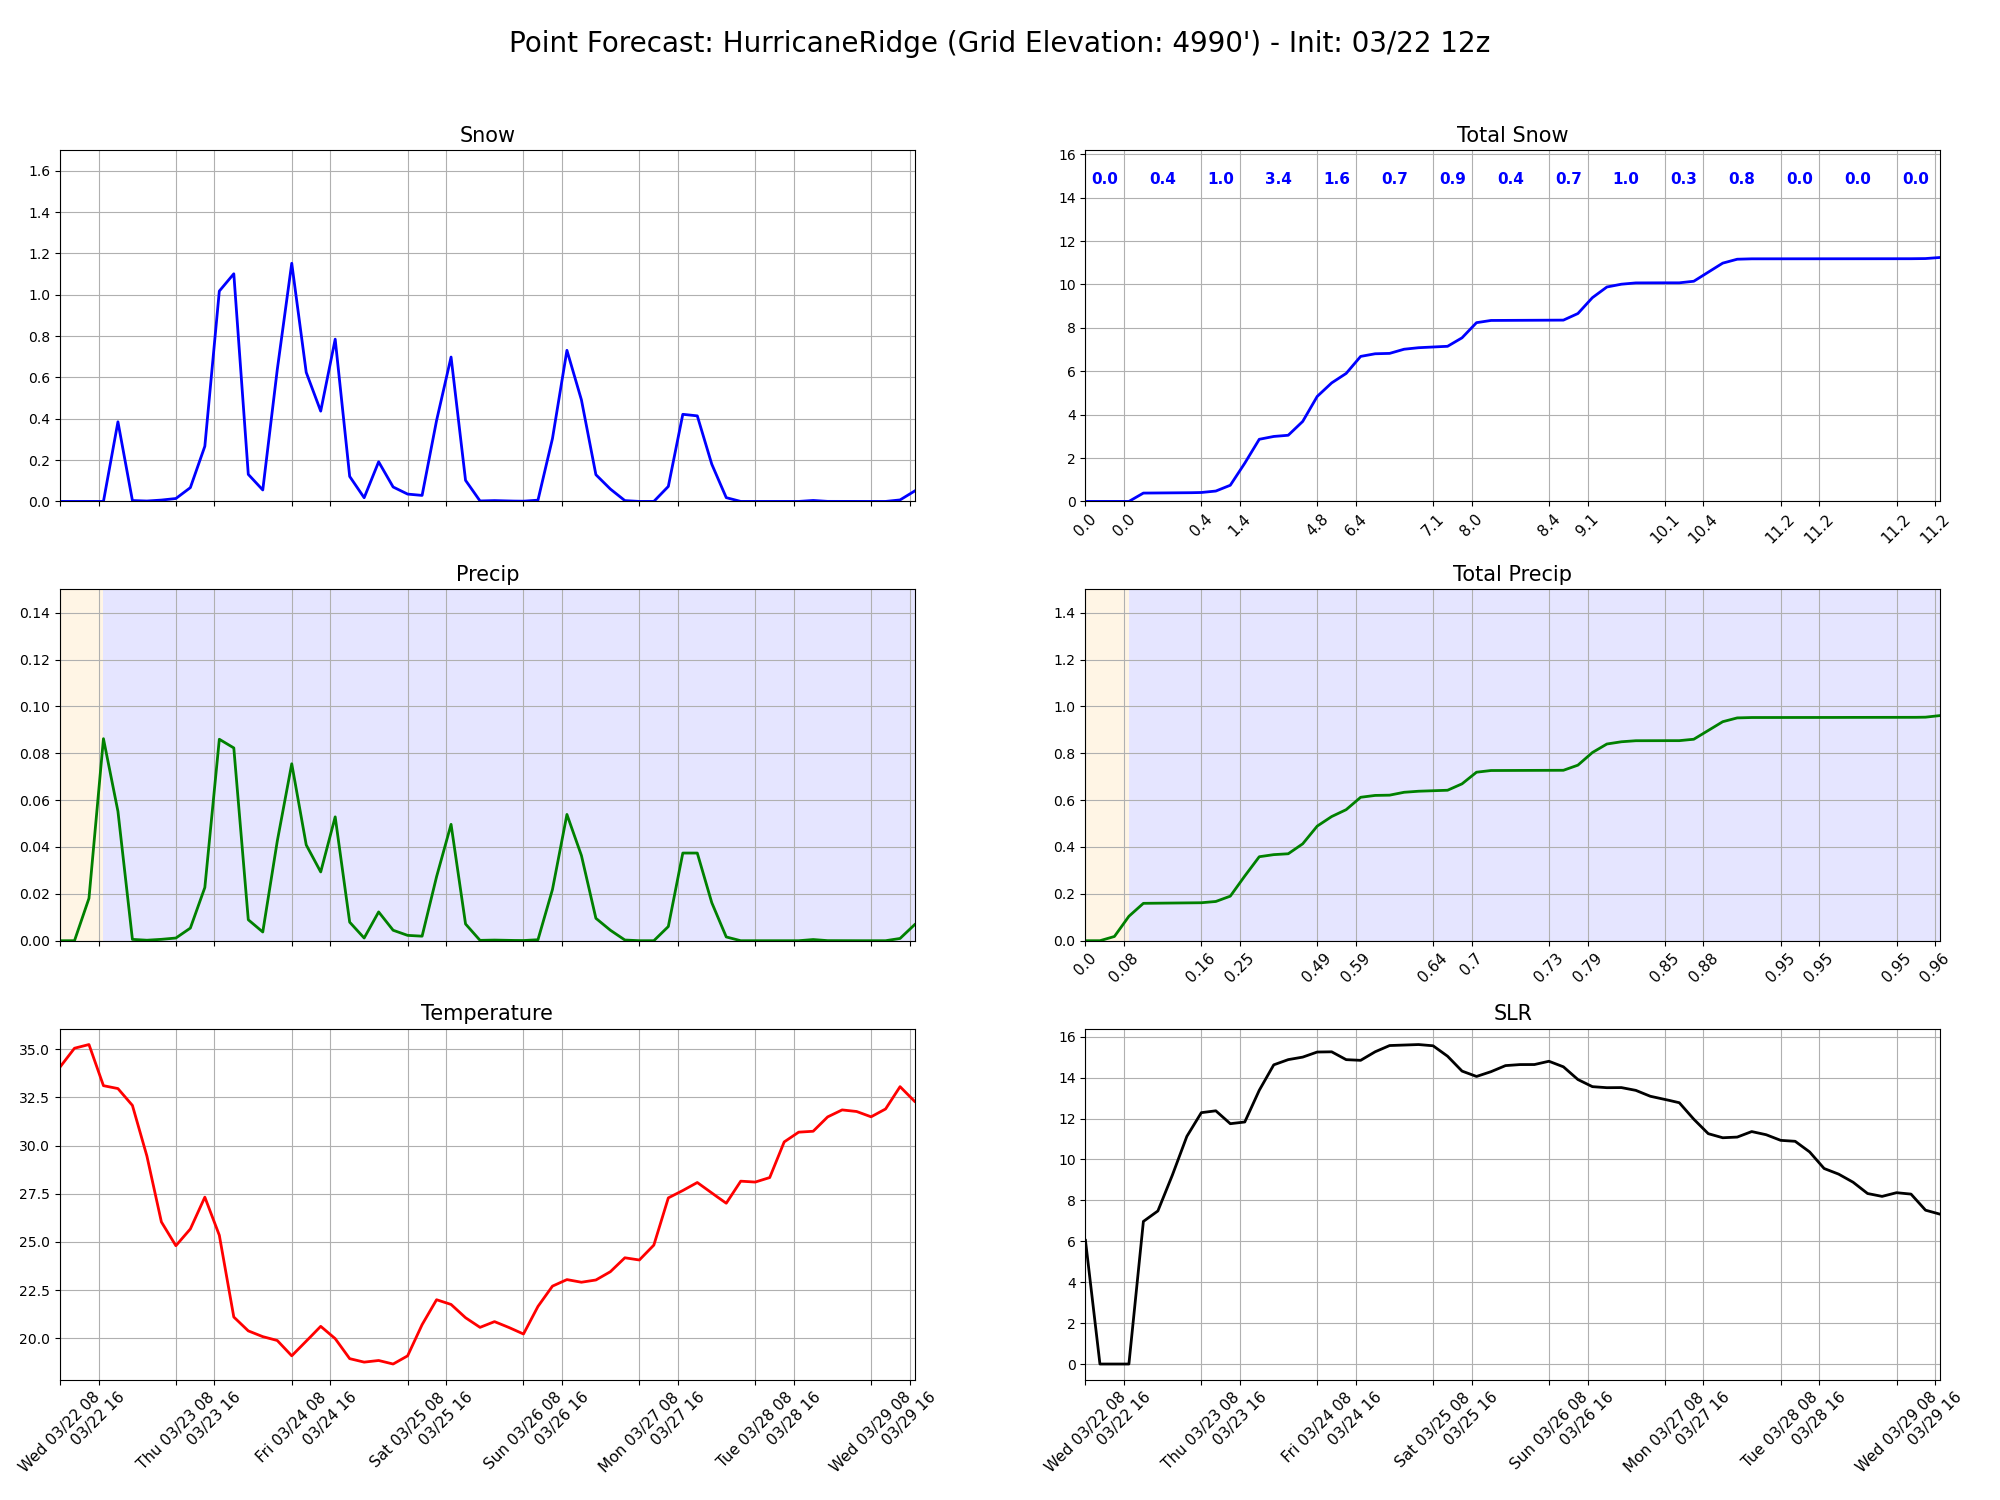 Point Forecast: HurricaneRidge (Grid Elevation: 4990') - Init: 03/22 12z
Snow
1.6
1.4
1.2
1.0
0.8
0.6
0.4
0.2
0.0
Total Snow
16
14
12
10
8
6
4
2
0
0.0 0.4 1.0 3.4 1.6 0.7 0.9 0.4 0.7 1.0 0.3 0.8 0.0 0.0 0.0
0.0 0.0 0.4 1.4 4.8 6.4 7.1 8.0 8.4 9.1 10.1 10.4 11.2 11.2 11.2 11.2
Precip
0.14
0.12
0.10
0.08
0.06
0.04
0.02
0.00
Total Precip
1.4
1.2
1.0
0.8
0.6
0.4
0.2
0.0
0.0 0.08 0.16 0.25 0.49 0.59 0.64 0.7 0.73 0.79 0.85 0.88 0.95 0.95 0.95 0.96
Temperature
35.0
32.5
30.0
27.5
25.0
22.5
20.0
Wed 03/22 08
03/22 16
Thu 03/23 08
03/23 16
Fri 03/24 08
03/24 16
Sat 03/25 08
03/25 16
Sun 03/26 08
03/26 16
Mon 03/27 08
03/27 16
Tue 03/28 08
03/28 16
Wed 03/29 08
03/29 16
SLR
16
14
12
10
8
6
4
2
0
Wed 03/22 08
03/22 16
Thu 03/23 08
03/23 16
Fri 03/24 08
03/24 16
Sat 03/25 08
03/25 16
Sun 03/26 08
03/26 16
Mon 03/27 08
03/27 16
Tue 03/28 08
03/28 16
Wed 03/29 08
03/29 16